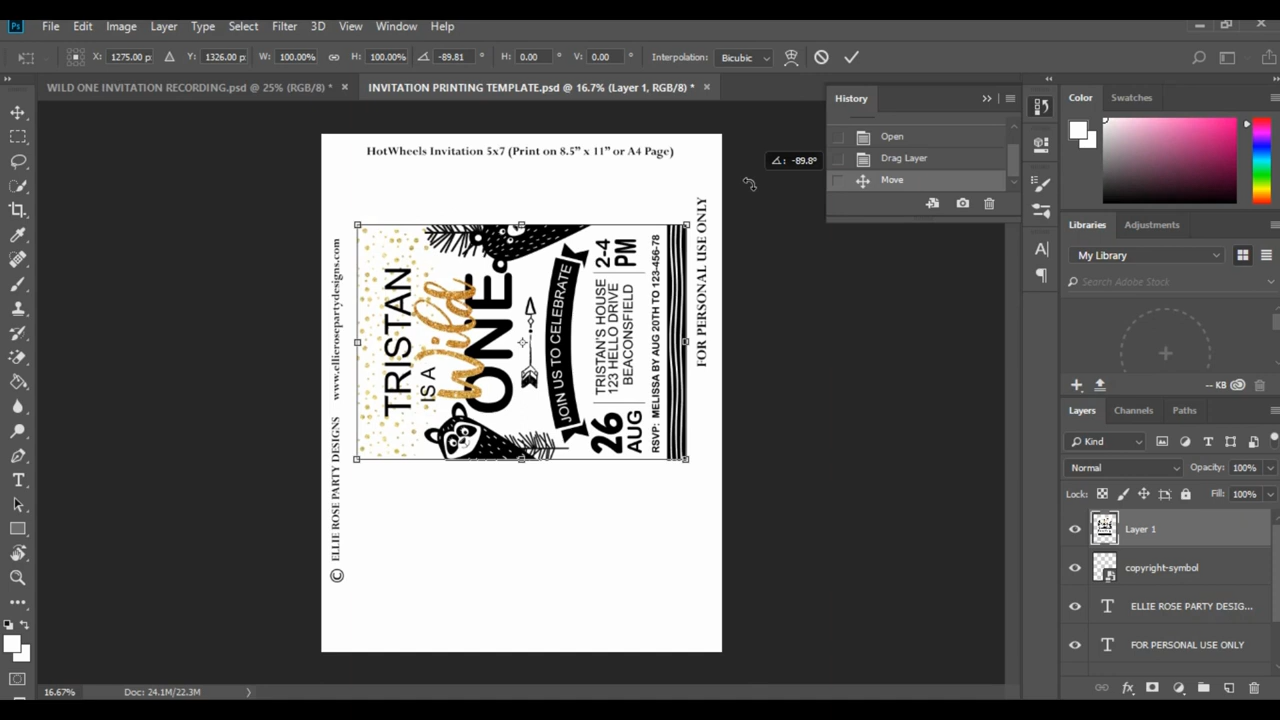 Ps File Edit Image Layer Type Select Filter 3D View Window Help
X: 1275.00 p Y: 1326.00 p W: 100.00% H: 100.00% -89.81 ° H: 0.00 ° V: 0.00 ° Interpolation: Bicubic
WILD ONE INVITATION RECORDING.psd @ 25% (RGB/8) * ×
INVITATION PRINTING TEMPLATE.psd @ 16.7% (Layer 1, RGB/8) * ×
History
Open
Drag Layer
Move
-89.8°
HotWheels Invitation 5x7 (Print on 8.5" x 11" or A4 Page)
© ELLIE ROSE PARTY DESIGNS www.ellierosepartydesigns.com
TRISTAN
IS A
Wild
ONE
JOIN US TO CELEBRATE
26
AUG
TRISTAN'S HOUSE
123 HELLO DRIVE
BEACONSFIELD
2-4
PM
RSVP: MELISSA BY AUG 20TH TO 123-456-78
FOR PERSONAL USE ONLY
Color Swatches
Libraries Adjustments
My Library
Search Adobe Stock
-- KB
Layers Channels Paths
Kind
Normal Opacity: 100%
Lock: Fill: 100%
Layer 1
copyright-symbol
T ELLIE ROSE PARTY DESIG...
T FOR PERSONAL USE ONLY
fx
16.67% Doc: 24.1M/22.3M